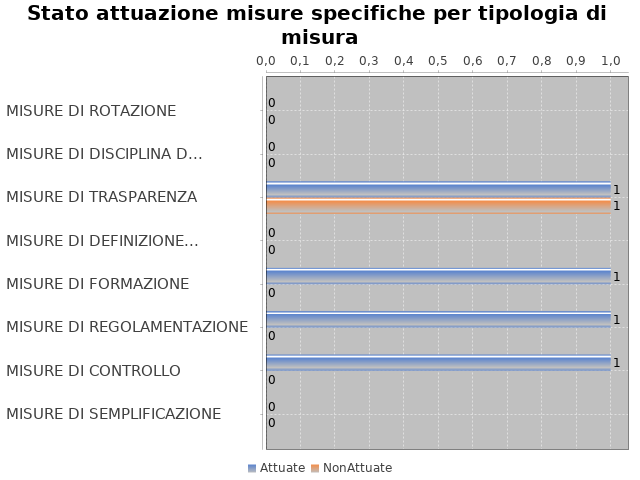 Stato attuazione misure specifiche per tipologia di
misura
0,0 0,1 0,2 0,3 0,4 0,5 0,6 0,7 0,8 0,9 1,0
MISURE DI ROTAZIONE
0
0
MISURE DI DISCIPLINA D...
0
0
MISURE DI TRASPARENZA
1
1
MISURE DI DEFINIZIONE...
0
0
MISURE DI FORMAZIONE
1
0
MISURE DI REGOLAMENTAZIONE
1
0
MISURE DI CONTROLLO
1
0
MISURE DI SEMPLIFICAZIONE
0
0
Attuate NonAttuate